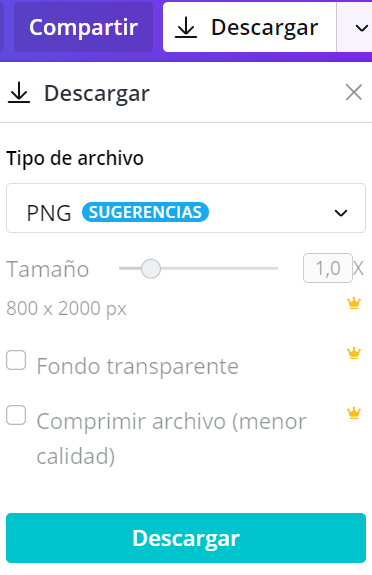 Compartir Descargar
Descargar
Tipo de archivo
PNG SUGERENCIAS
Tamaño 1,0 X
800 x 2000 px
Fondo transparente
Comprimir archivo (menor
calidad)
Descargar